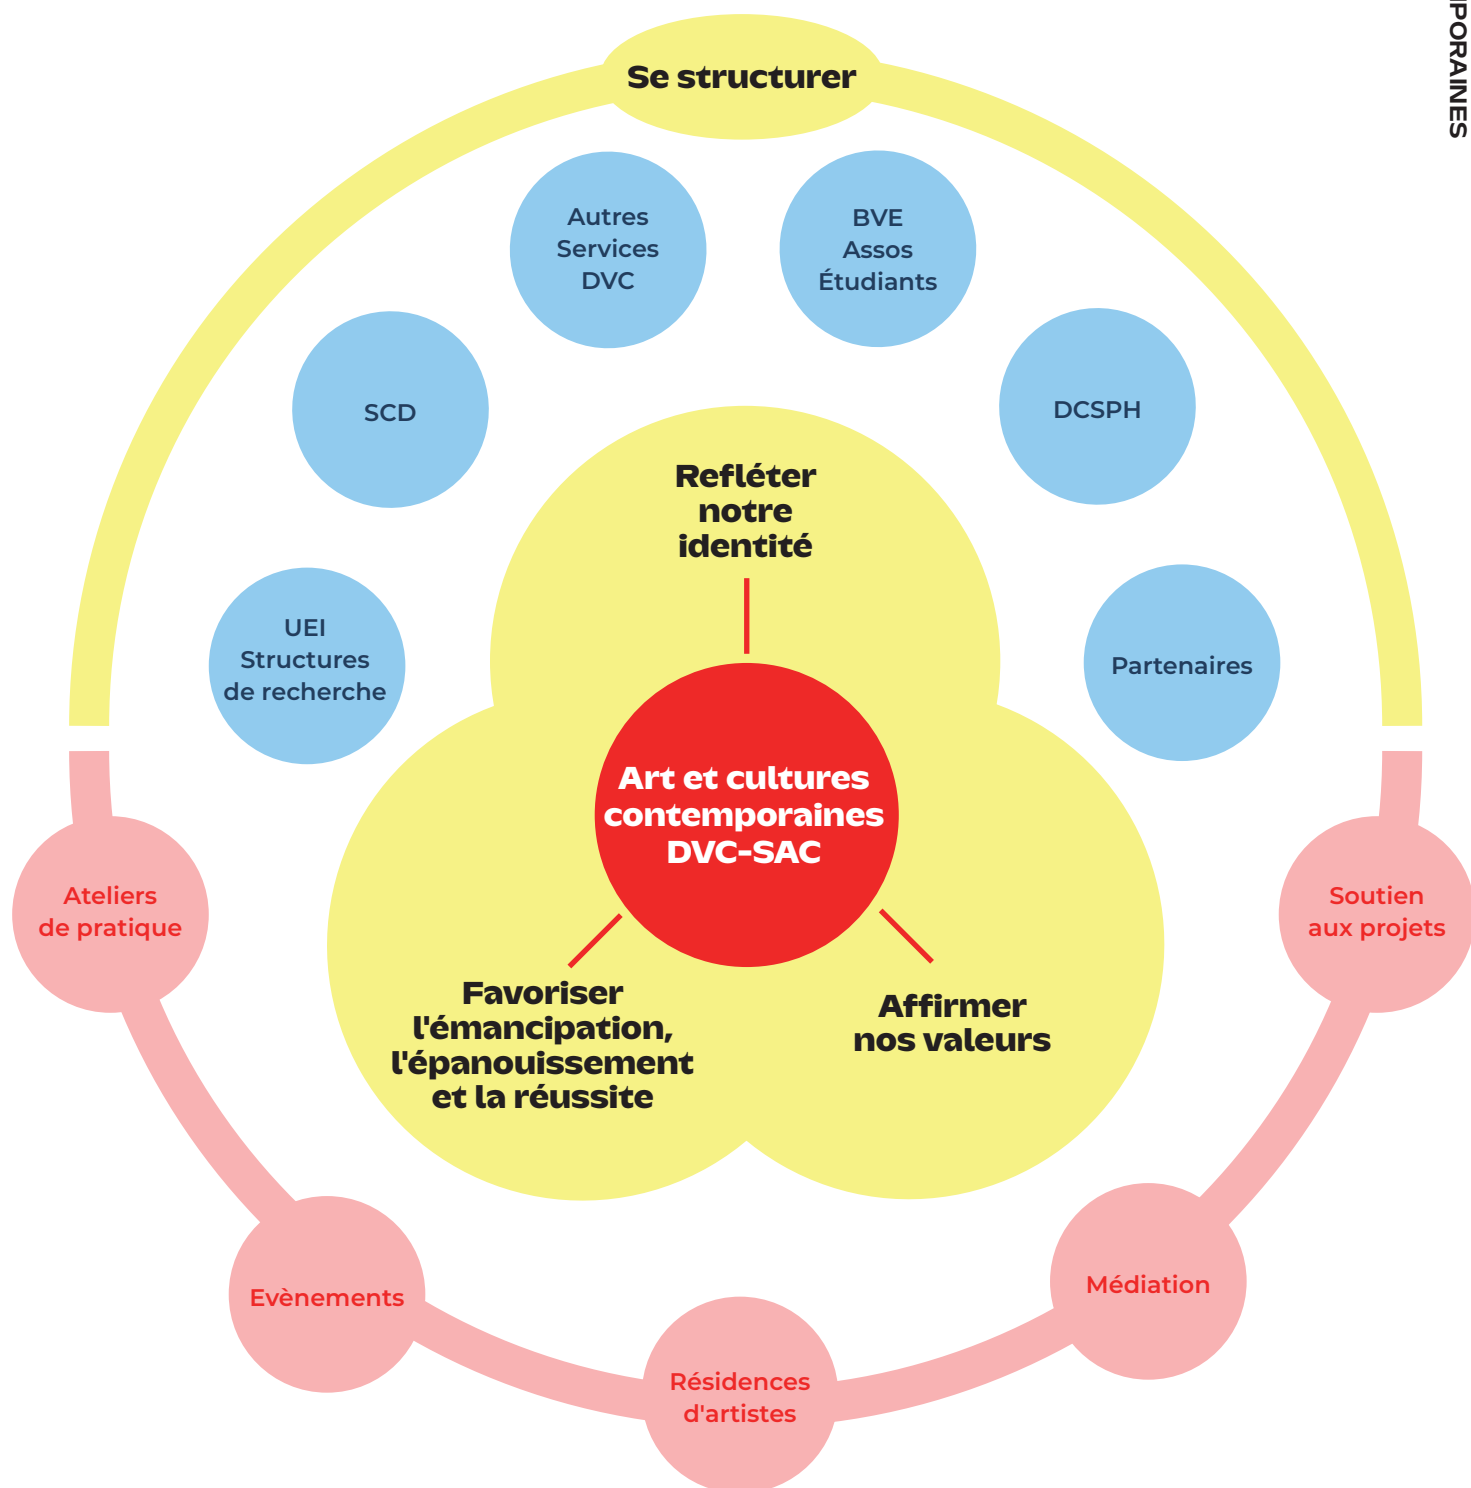 PORAINES
Se structurer
Autres
Services
DVC
BVE
Assos
Étudiants
SCD
DCSPH
Refléter
notre
identité
UEI
Structures
de recherche
Partenaires
Art et cultures
contemporaines
DVC-SAC
Ateliers
de pratique
Soutien
aux projets
Favoriser
l'émancipation,
l'épanouissement
et la réussite
Affirmer
nos valeurs
Evènements
Médiation
Résidences
d'artistes